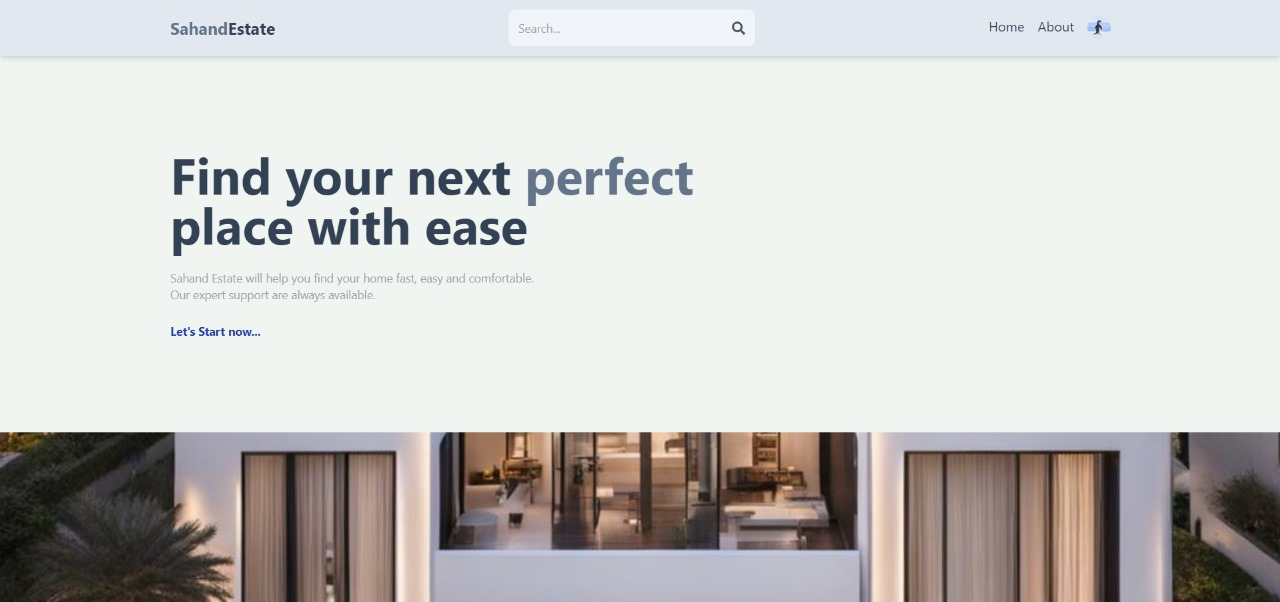 SahandEstate
Search...
Home About
Find your next perfect
place with ease
Sahand Estate will help you find your home fast, easy and comfortable.
Our expert support are always available.
Let's Start now...